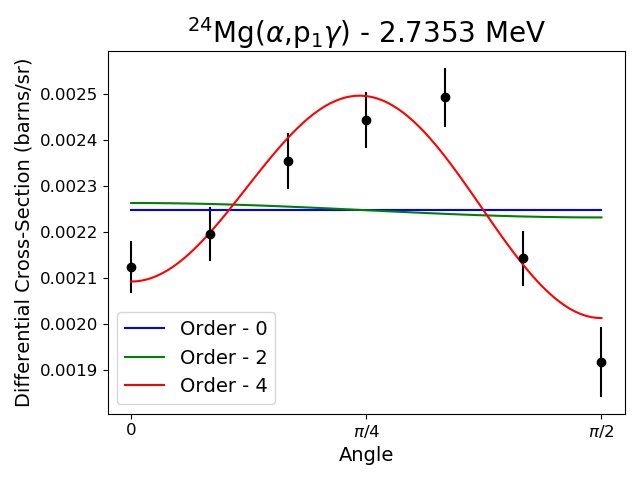 ²⁴Mg(α,p₁γ) - 2.7353 MeV
Differential Cross-Section (barns/sr)
0.0025
0.0024
0.0023
0.0022
0.0021
0.0020
0.0019
Order - 0
Order - 2
Order - 4
0
π/4
π/2
Angle